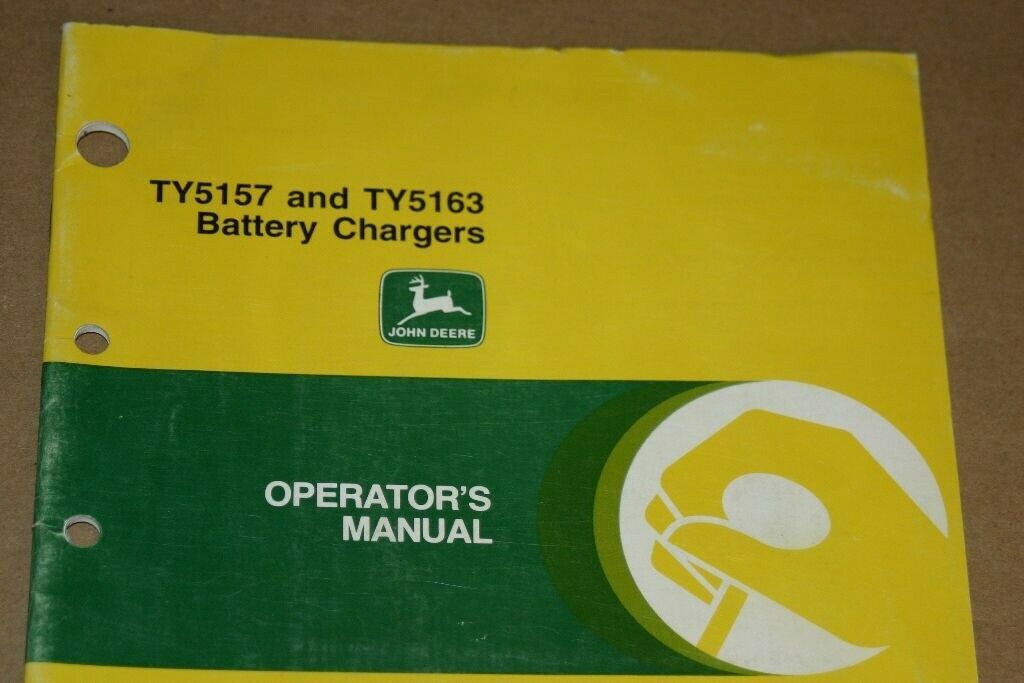 TY5157 and TY5163
Battery Chargers
JOHN DEERE
OPERATOR'S
MANUAL